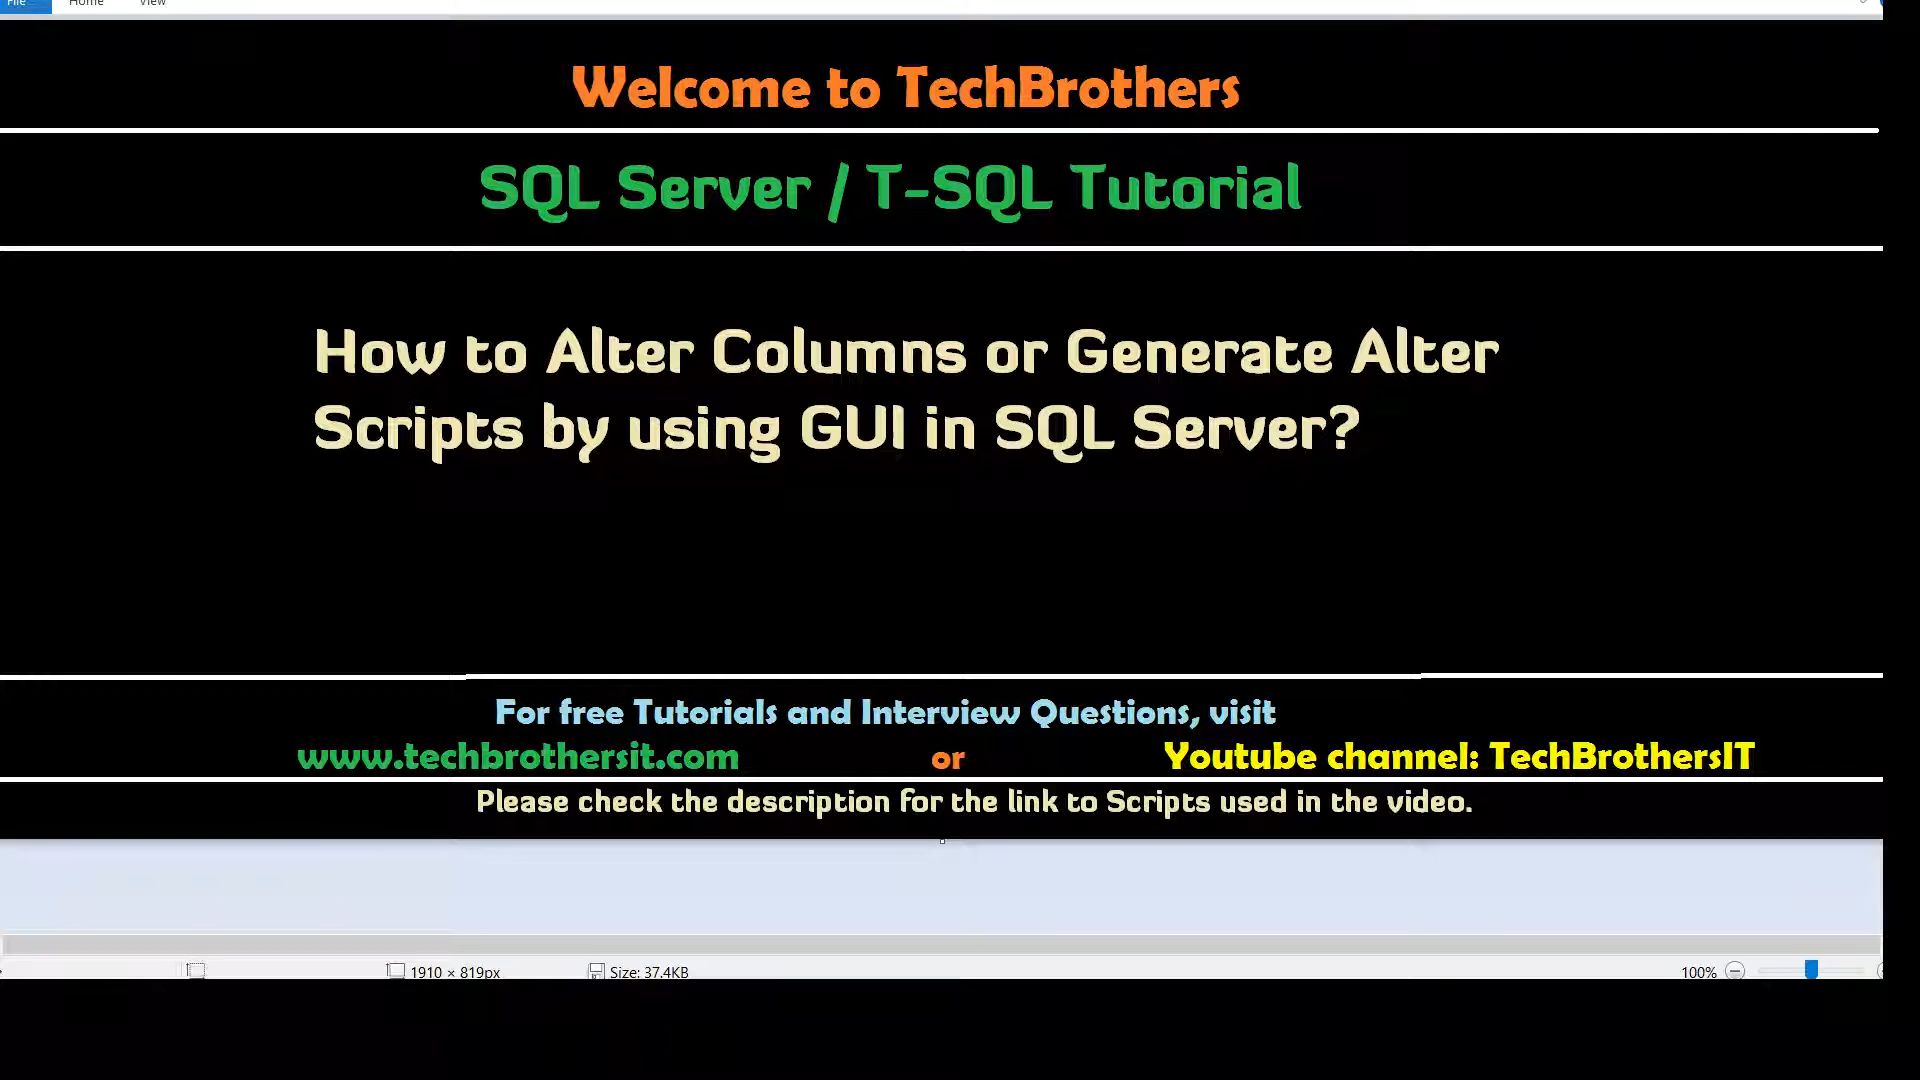 File Home View
Welcome to TechBrothers
SQL Server / T-SQL Tutorial
How to Alter Columns or Generate Alter
Scripts by using GUI in SQL Server?
For free Tutorials and Interview Questions, visit
www.techbrothersit.com or Youtube channel: TechBrothersIT
Please check the description for the link to Scripts used in the video.
1910 × 819px Size: 37.4KB 100%